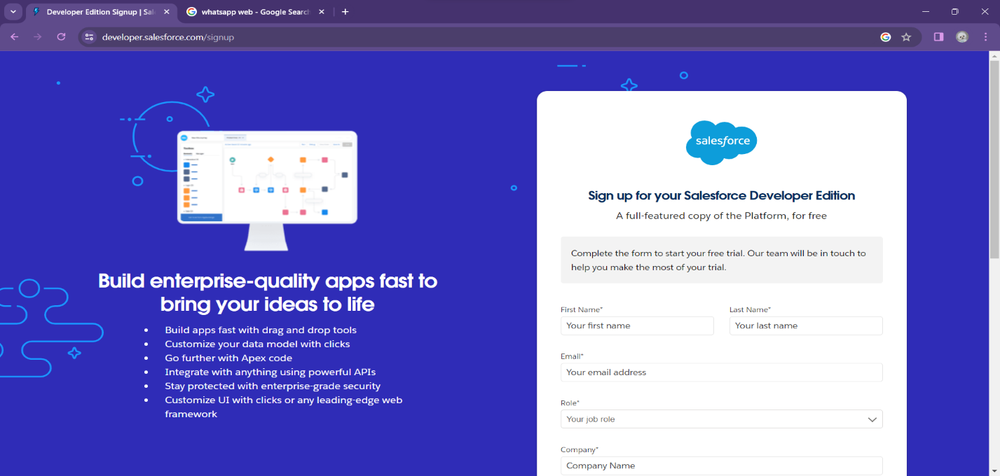 Developer Edition Signup | Sal
whatsapp web - Google Search
developer.salesforce.com/signup
salesforce
Sign up for your Salesforce Developer Edition
A full-featured copy of the Platform, for free
Complete the form to start your free trial. Our team will be in touch to
help you make the most of your trial.
Build enterprise-quality apps fast to
bring your ideas to life
• Build apps fast with drag and drop tools
• Customize your data model with clicks
• Go further with Apex code
• Integrate with anything using powerful APIs
• Stay protected with enterprise-grade security
• Customize UI with clicks or any leading-edge web
framework
First Name*
Last Name*
Your first name
Your last name
Email*
Your email address
Role*
Your job role
Company*
Company Name